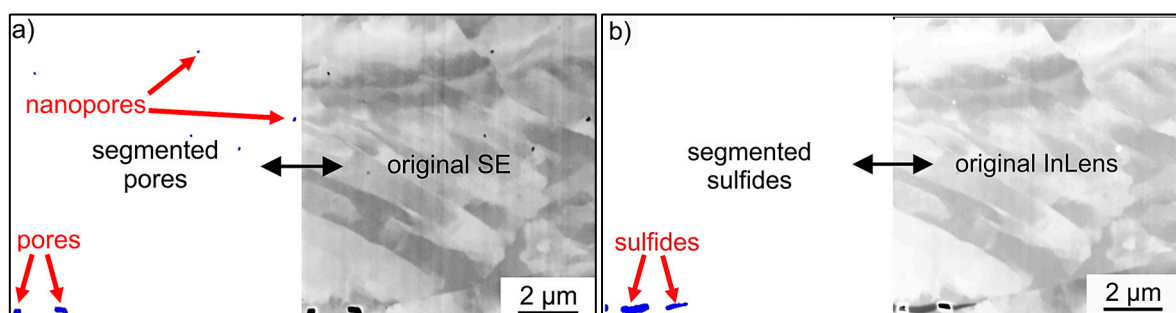 a)
nanopores
segmented
pores
original SE
pores
2 µm
b)
segmented
sulfides
original InLens
sulfides
2 µm